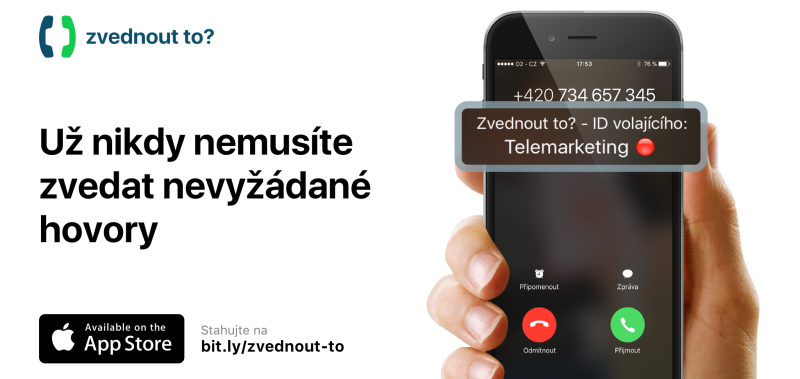 zvednout to?
Už nikdy nemusíte
zvedat nevyžádané
hovory
Available on the
App Store
Stahujte na
bit.ly/zvednout-to
O2 - CZ
17:53
76 %
+420 734 657 345
Zvednout to? - ID volajícího:
Telemarketing
Připomenout
Zpráva
Odmítnout
Příjmout